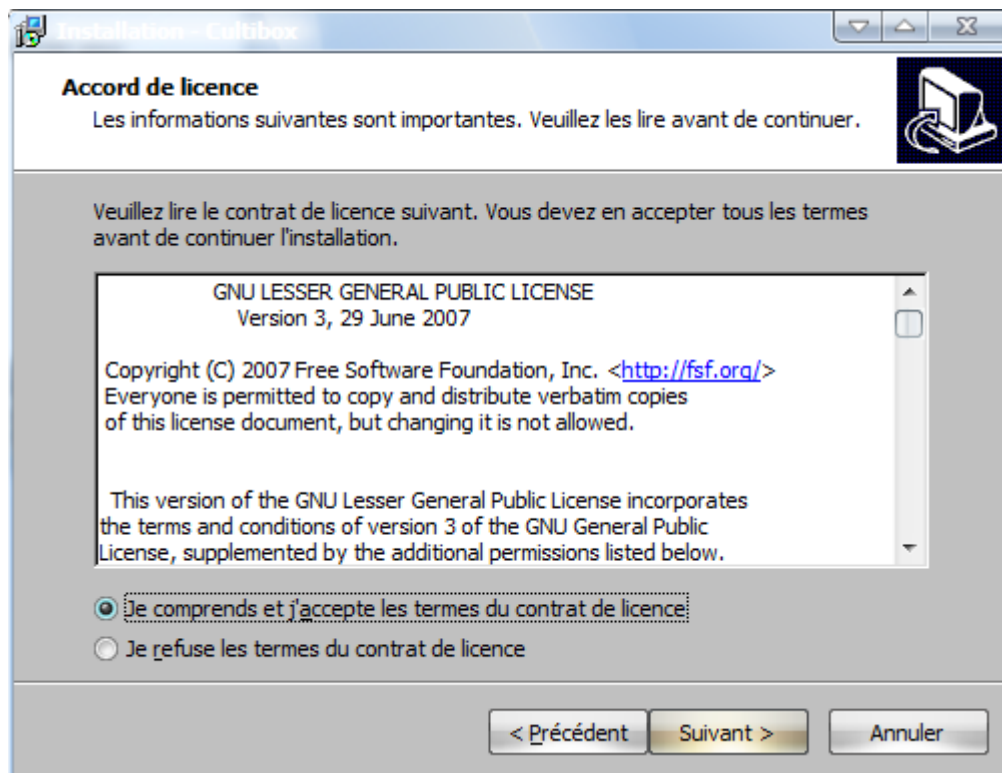 Installation - Cultibox
Accord de licence
Les informations suivantes sont importantes. Veuillez les lire avant de continuer.
Veuillez lire le contrat de licence suivant. Vous devez en accepter tous les termes
avant de continuer l'installation.
GNU LESSER GENERAL PUBLIC LICENSE
Version 3, 29 June 2007
Copyright (C) 2007 Free Software Foundation, Inc. <http://fsf.org/>
Everyone is permitted to copy and distribute verbatim copies
of this license document, but changing it is not allowed.
This version of the GNU Lesser General Public License incorporates
the terms and conditions of version 3 of the GNU General Public
License, supplemented by the additional permissions listed below.
Je comprends et j'accepte les termes du contrat de licence
Je refuse les termes du contrat de licence
< Précédent
Suivant >
Annuler